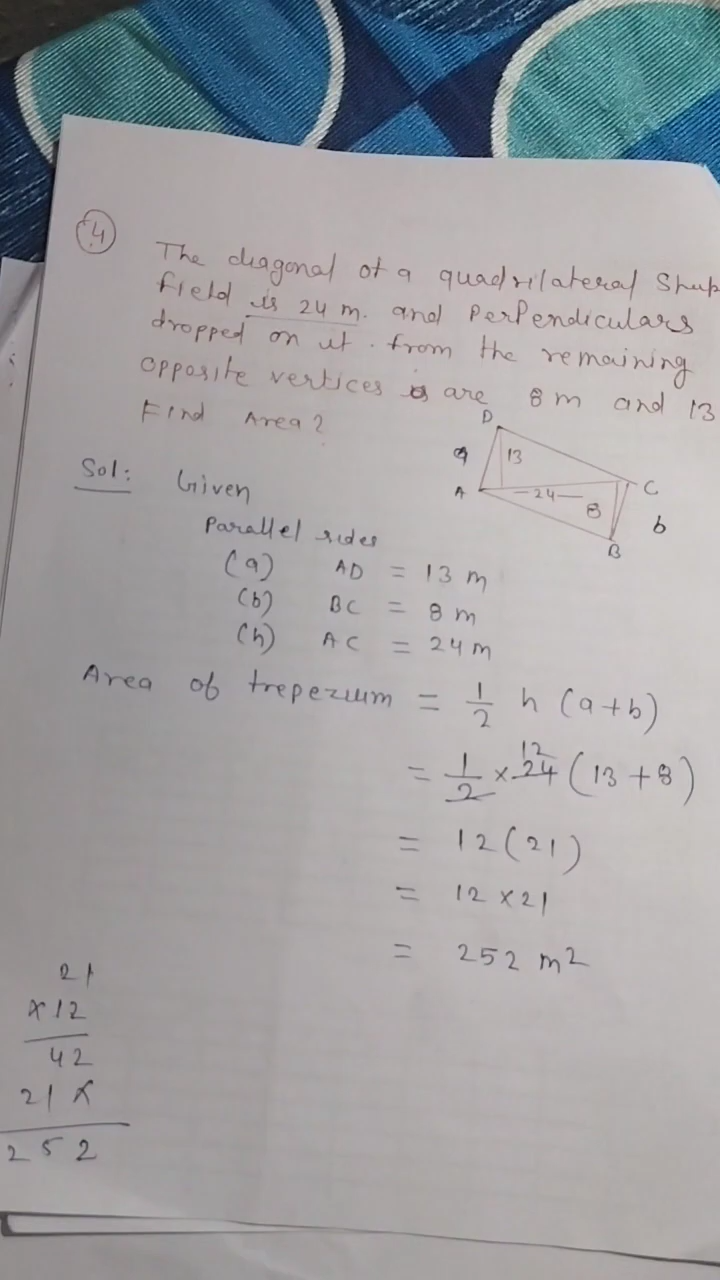 4
The diagonal of a quadrilateral Shap
field is 24 m. and Perpendiculars
dropped on it. from the remaining
opposite vertices are 8m and 13
Find Area?
D
a 13
A -24- C
8 b
B
Sol: Given
Parallel sides
(a) AD = 13 m
(b) BC = 8 m
(h) AC = 24 m
Area of trepezium = 1/2 h (a+b)
= 1/2 × 24 12 (13 + 8)
= 12 (21)
= 12 × 21
= 252 m²
21
×12
42
21×
252